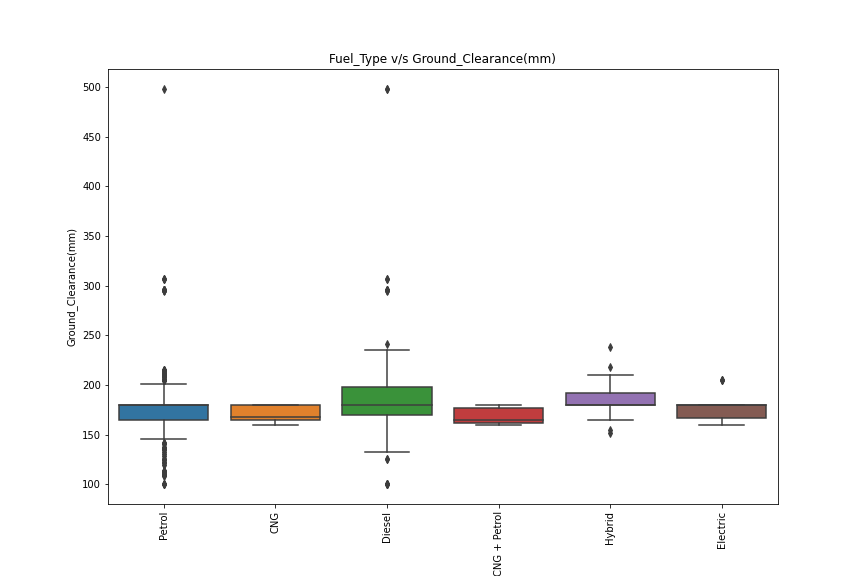 Fuel_Type v/s Ground_Clearance(mm)
500
450
400
350
300
250
200
150
100
Ground_Clearance(mm)
Petrol
CNG
Diesel
CNG + Petrol
Hybrid
Electric